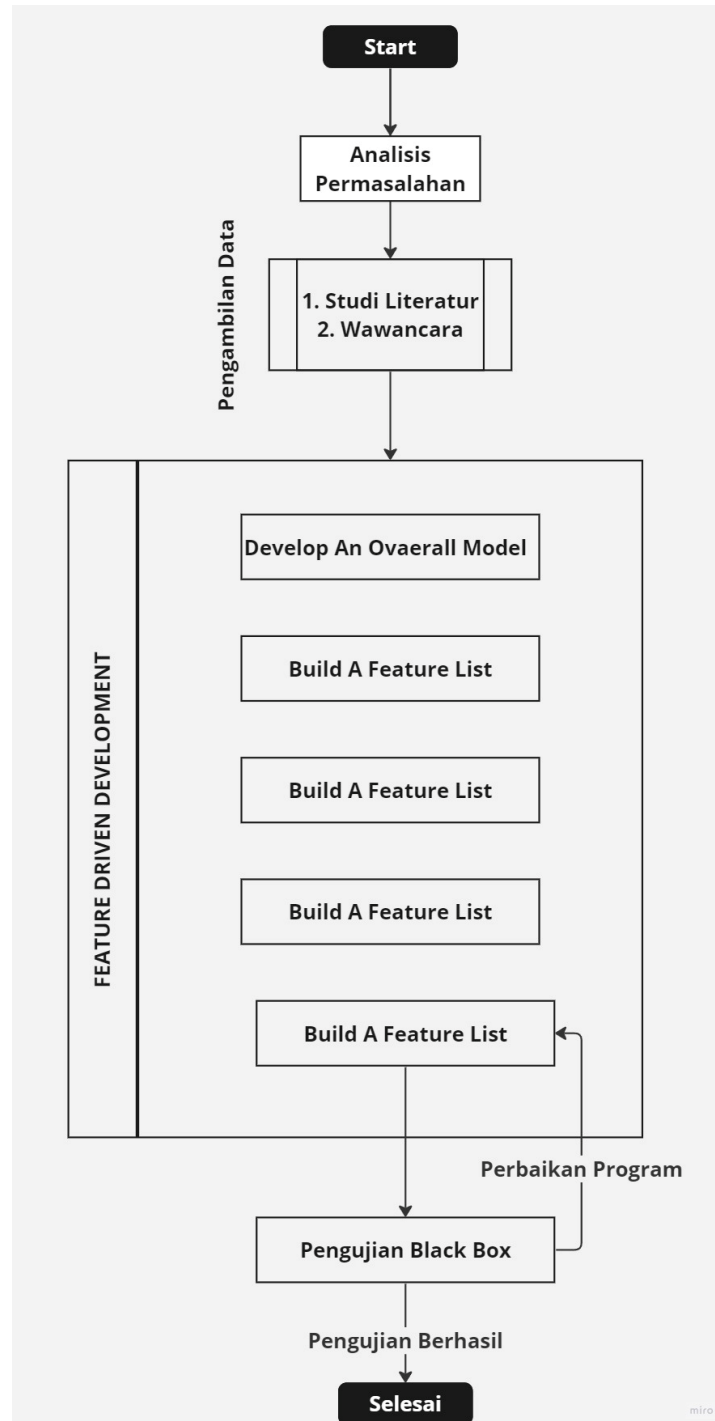 Start
Analisis
Permasalahan
Pengambilan Data
1. Studi Literatur
2. Wawancara
FEATURE DRIVEN DEVELOPMENT
Develop An Ovaerall Model
Build A Feature List
Build A Feature List
Build A Feature List
Build A Feature List
Perbaikan Program
Pengujian Black Box
Pengujian Berhasil
Selesai
miro